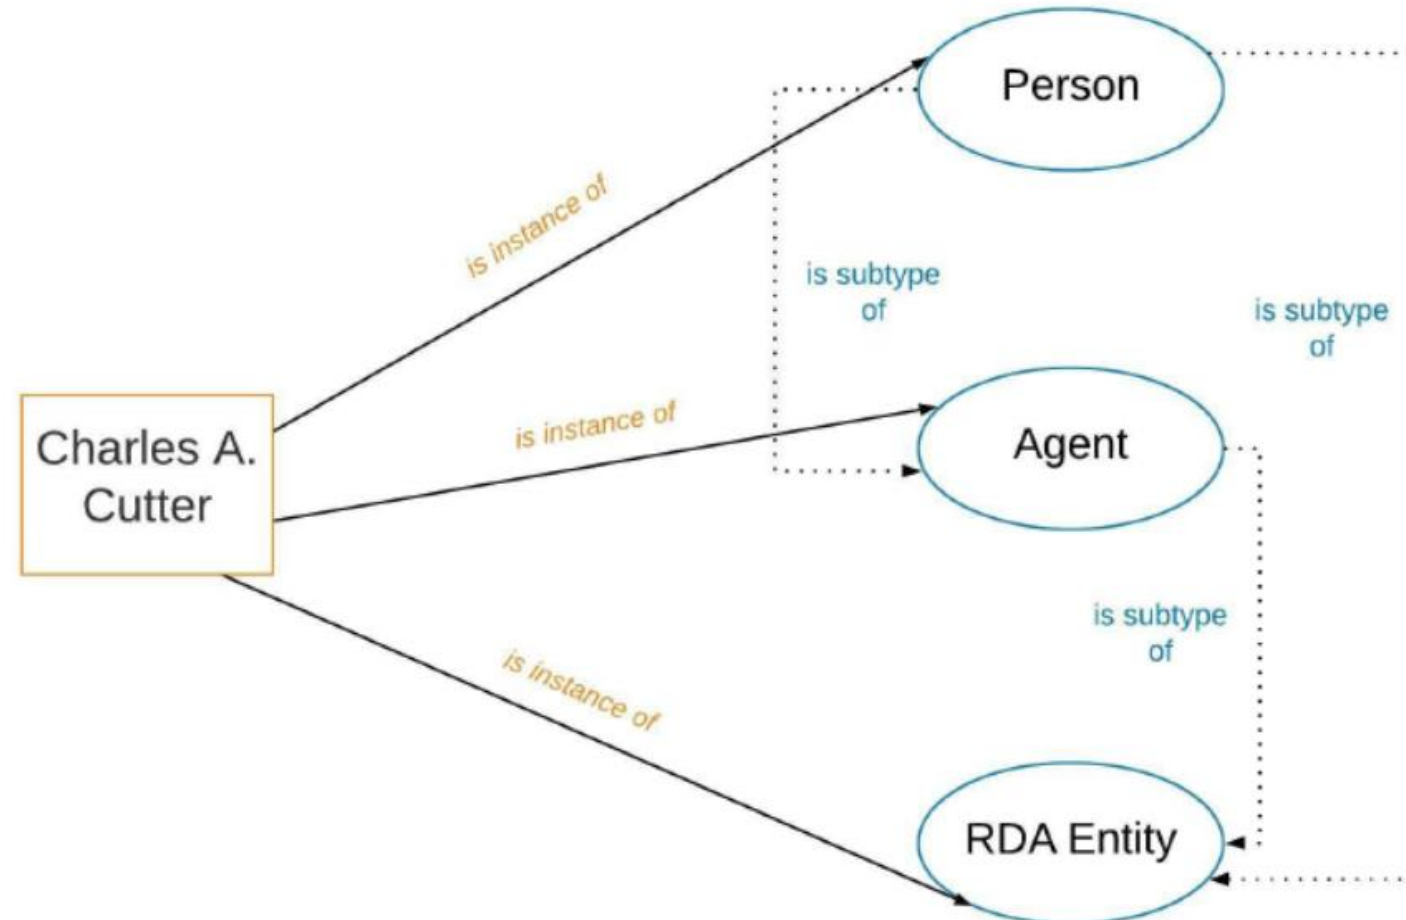 Person
is instance of
is subtype
of
is subtype
of
is instance of
Agent
Charles A.
Cutter
is subtype
of
is instance of
RDA Entity